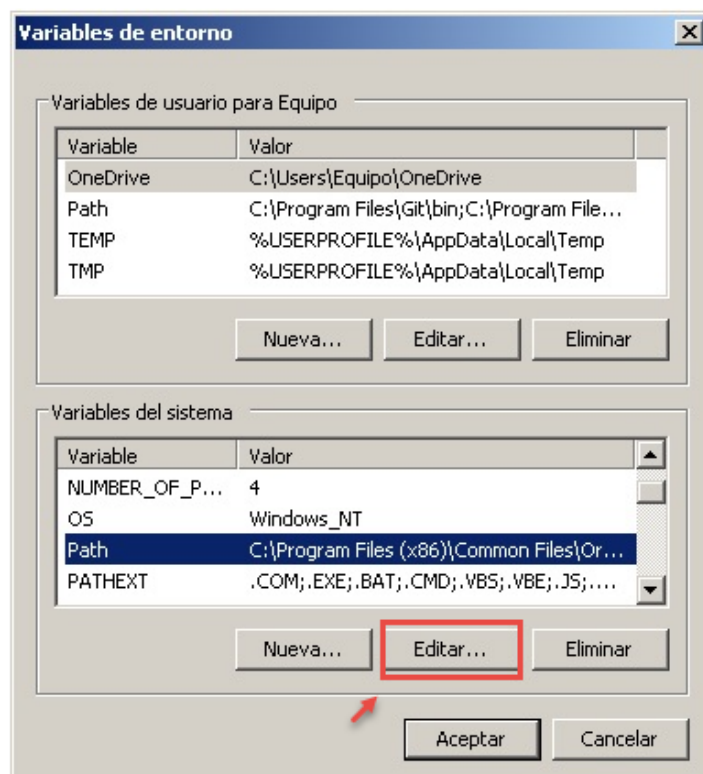 Variables de entorno
Variables de usuario para Equipo
Variable Valor
OneDrive C:\Users\Equipo\OneDrive
Path C:\Program Files\Git\bin;C:\Program File...
TEMP %USERPROFILE%\AppData\Local\Temp
TMP %USERPROFILE%\AppData\Local\Temp
Nueva... Editar... Eliminar
Variables del sistema
Variable Valor
NUMBER_OF_P... 4
OS Windows_NT
Path C:\Program Files (x86)\Common Files\Or...
PATHEXT .COM;.EXE;.BAT;.CMD;.VBS;.VBE;.JS;....
Nueva... Editar... Eliminar
Aceptar Cancelar